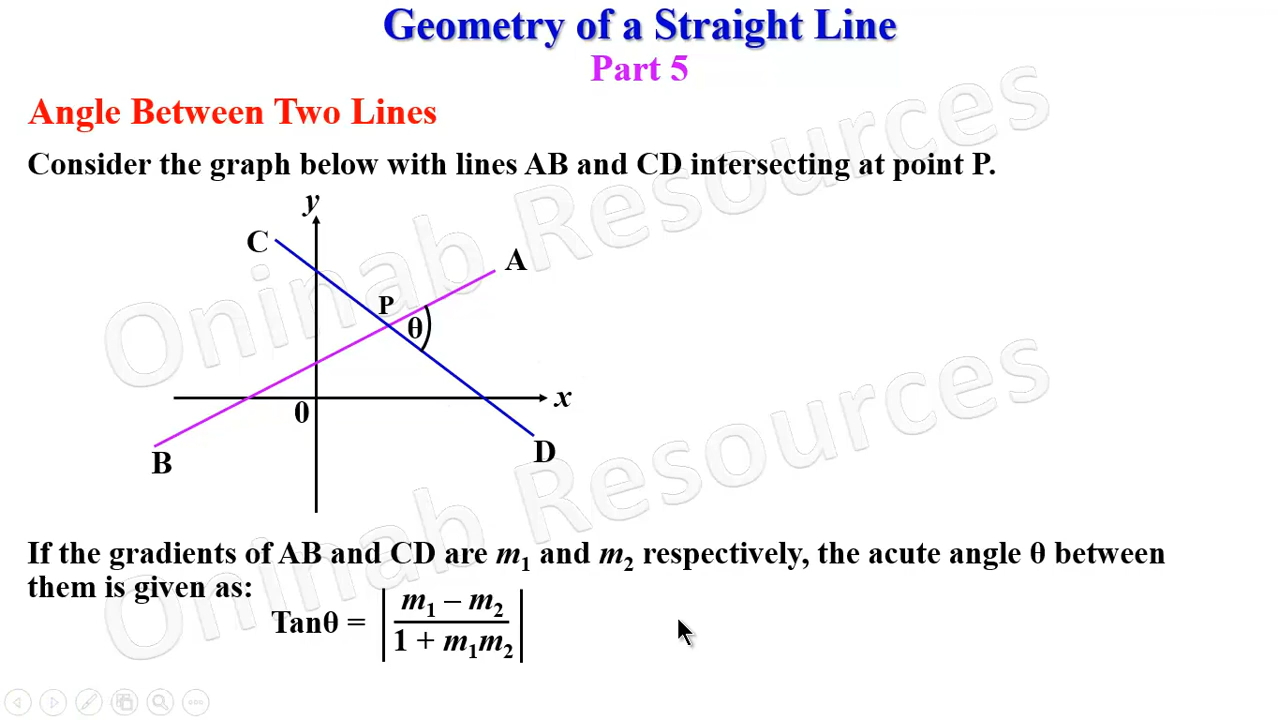 Geometry of a Straight Line
Part 5
Angle Between Two Lines
Consider the graph below with lines AB and CD intersecting at point P.
y
C
A
P
θ
x
0
B
D
If the gradients of AB and CD are m₁ and m₂ respectively, the acute angle θ between
them is given as:
Tanθ = | (m₁ – m₂) / (1 + m₁m₂) |
Oninab Resources
Oninab Resources